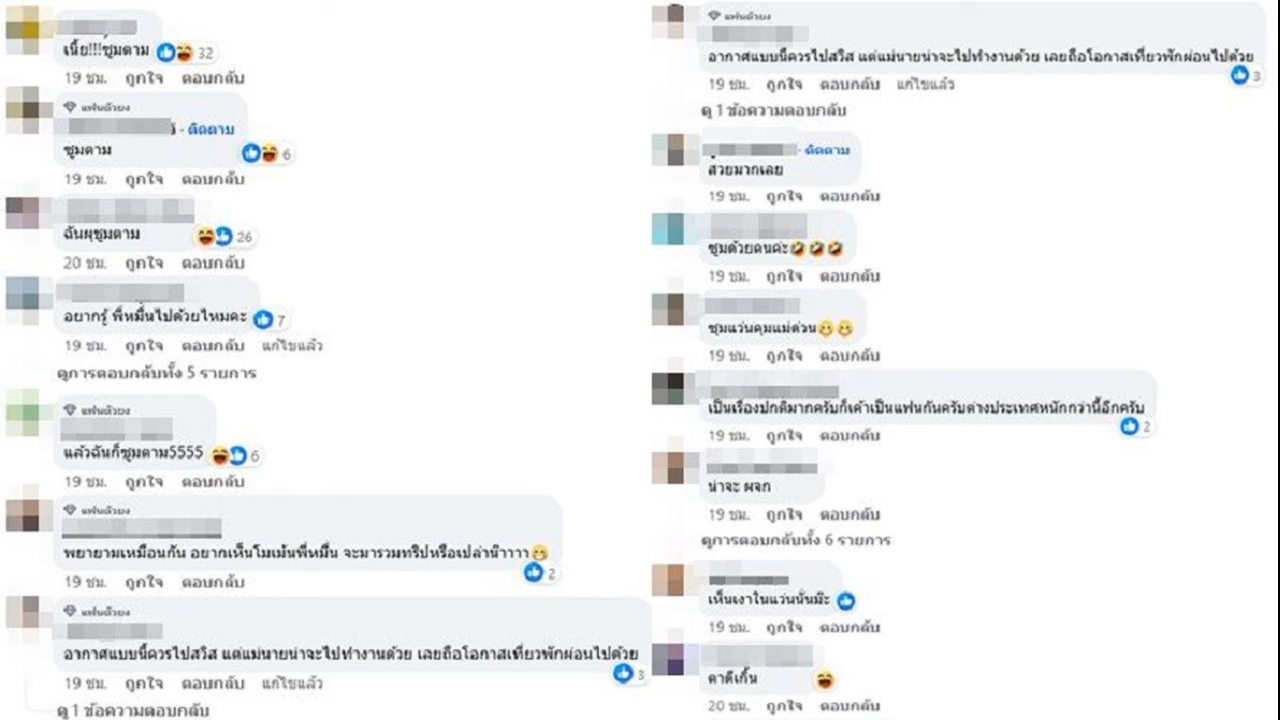 เนี้ย!!!ซูมตาม
32
19 ชม. ถูกใจ ตอบกลับ
แฟนตัวยง
ติดตาม
ซูมตาม
6
19 ชม. ถูกใจ ตอบกลับ
ฉันผุซูมตาม
26
20 ชม. ถูกใจ ตอบกลับ
อยากรู้ พี่หมื่นไปด้วยไหมคะ
7
19 ชม. ถูกใจ ตอบกลับ แก้ไขแล้ว
ดูการตอบกลับทั้ง 5 รายการ
แฟนตัวยง
แล้วฉันก็ซูมตาม5555
6
19 ชม. ถูกใจ ตอบกลับ
แฟนตัวยง
พยายามเหมือนกัน อยากเห็นโมเม้นพี่หมื่น จะมารวมทริปหรือเปล่าน๊าาาา😁
2
19 ชม. ถูกใจ ตอบกลับ
แฟนตัวยง
อากาศแบบนี้ควรไปสวิส แต่แม่นายน่าจะไปทำงานด้วย เลยถือโอกาสเที่ยวพักผ่อนไปด้วย
3
19 ชม. ถูกใจ ตอบกลับ แก้ไขแล้ว
ดู 1 ข้อความตอบกลับ
แฟนตัวยง
อากาศแบบนี้ควรไปสวิส แต่แม่นายน่าจะไปทำงานด้วย เลยถือโอกาสเที่ยวพักผ่อนไปด้วย
3
19 ชม. ถูกใจ ตอบกลับ แก้ไขแล้ว
ดู 1 ข้อความตอบกลับ
ติดตาม
สวยมากเลย
19 ชม. ถูกใจ ตอบกลับ
ซูมด้วยคนค่ะ🤣🤣🤣
19 ชม. ถูกใจ ตอบกลับ
ซูมแว่นคุมแม่ด่วน😁😁
19 ชม. ถูกใจ ตอบกลับ
เป็นเรื่องปกติมากครับก็เค้าเป็นแฟนกันครับต่างประเทศหนักกว่านี้อีกครับ
2
19 ชม. ถูกใจ ตอบกลับ
น่าจะ ผจก
19 ชม. ถูกใจ ตอบกลับ
ดูการตอบกลับทั้ง 6 รายการ
เห็นเงาในแว่นนั่นม๊ะ
19 ชม. ถูกใจ ตอบกลับ
ตาดีเกิ้น
20 ชม. ถูกใจ ตอบกลับ